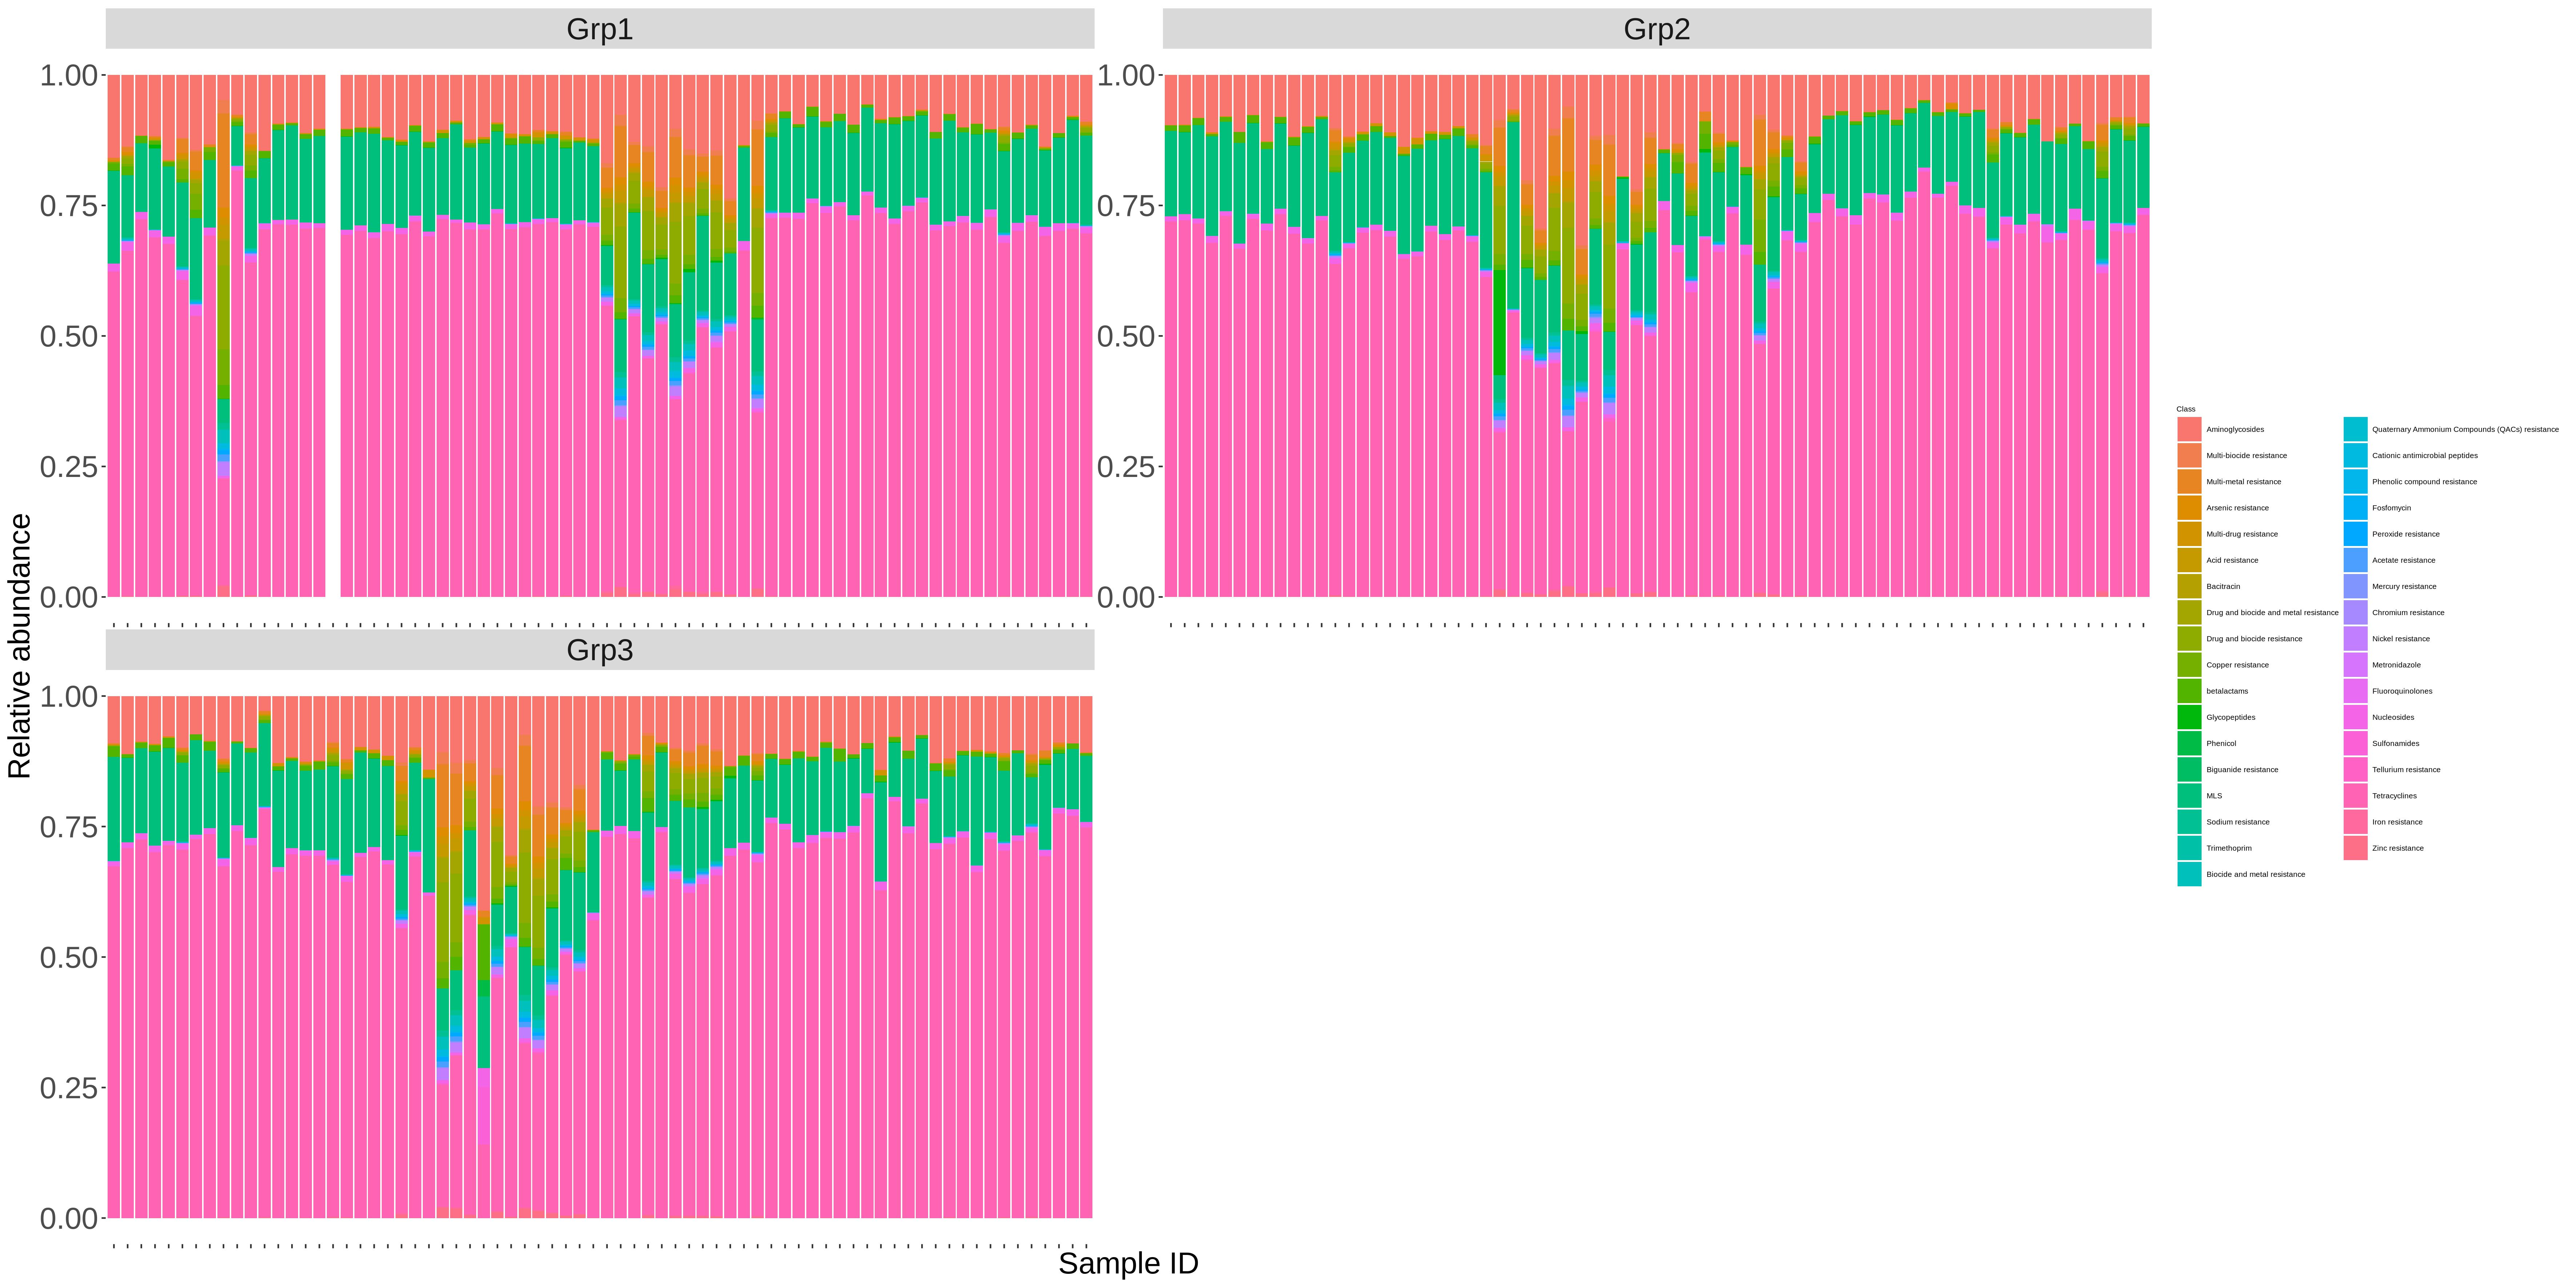 Grp1
Grp2
1.00
0.75
0.50
0.25
0.00
1.00
0.75
0.50
0.25
0.00
Grp3
1.00
0.75
0.50
0.25
0.00
Relative abundance
Sample ID
Class
Aminoglycosides
Multi-biocide resistance
Multi-metal resistance
Arsenic resistance
Multi-drug resistance
Acid resistance
Bacitracin
Drug and biocide and metal resistance
Drug and biocide resistance
Copper resistance
betalactams
Glycopeptides
Phenicol
Biguanide resistance
MLS
Sodium resistance
Trimethoprim
Biocide and metal resistance
Quaternary Ammonium Compounds (QACs) resistance
Cationic antimicrobial peptides
Phenolic compound resistance
Fosfomycin
Peroxide resistance
Acetate resistance
Mercury resistance
Chromium resistance
Nickel resistance
Metronidazole
Fluoroquinolones
Nucleosides
Sulfonamides
Tellurium resistance
Tetracyclines
Iron resistance
Zinc resistance